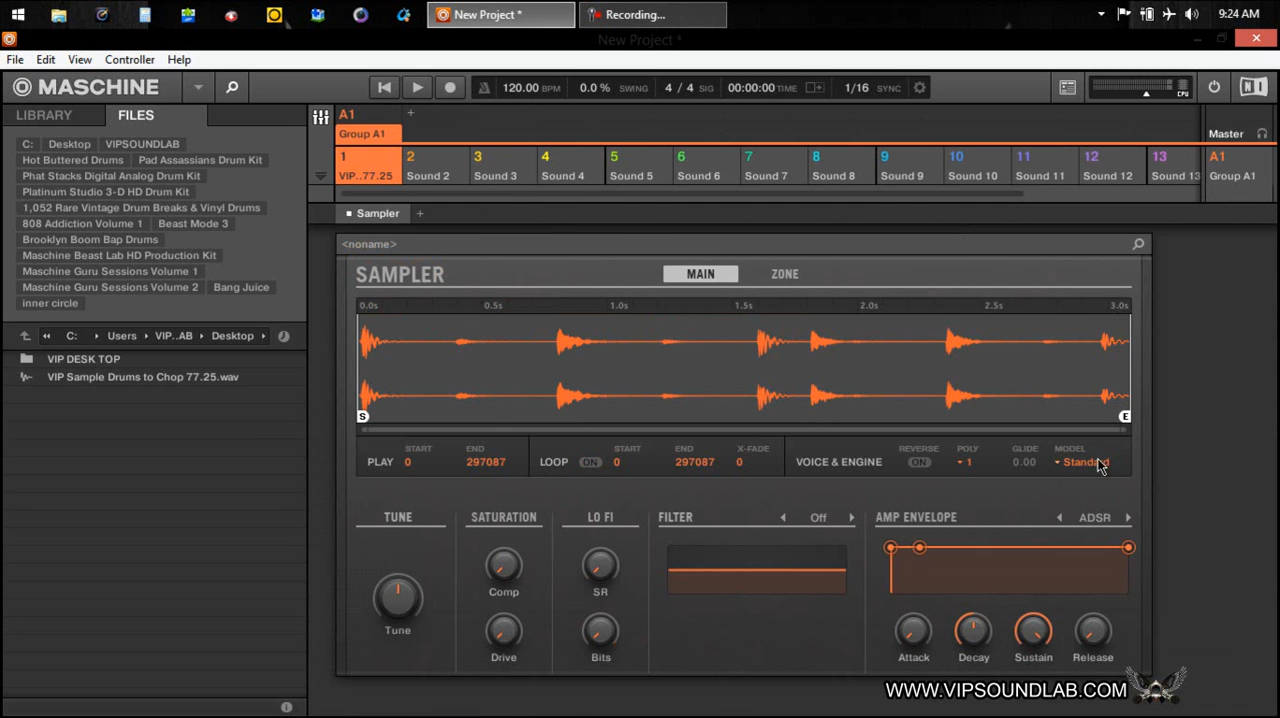 New Project *
Recording...
9:24 AM
New Project *
File Edit View Controller Help
MASCHINE
120.00 BPM 0.0 % SWING 4 / 4 SIG 00:00:00 TIME 1/16 SYNC
CPU
LIBRARY FILES
A1
+
Group A1
Master
C: Desktop VIPSOUNDLAB
Hot Buttered Drums Pad Assassians Drum Kit
Phat Stacks Digital Analog Drum Kit
Platinum Studio 3-D HD Drum Kit
1,052 Rare Vintage Drum Breaks & Vinyl Drums
808 Addiction Volume 1 Beast Mode 3
Brooklyn Boom Bap Drums
Maschine Beast Lab HD Production Kit
Maschine Guru Sessions Volume 1
Maschine Guru Sessions Volume 2 Bang Juice
inner circle
1 2 3 4 5 6 7 8 9 10 11 12 13 A1
VIP..77.25 Sound 2 Sound 3 Sound 4 Sound 5 Sound 6 Sound 7 Sound 8 Sound 9 Sound 10 Sound 11 Sound 12 Sound 13 Group A1
Sampler +
C: Users VIP..AB Desktop
VIP DESK TOP
VIP Sample Drums to Chop 77.25.wav
<noname>
SAMPLER MAIN ZONE
0.0s 0.5s 1.0s 1.5s 2.0s 2.5s 3.0s
S E
START END START END X-FADE REVERSE POLY GLIDE MODEL
PLAY 0 297087 LOOP ON 0 297087 0 VOICE & ENGINE ON 1 0.00 Standard
TUNE SATURATION LO FI FILTER Off AMP ENVELOPE ADSR
Comp SR
Tune
Drive Bits Attack Decay Sustain Release
WWW.VIPSOUNDLAB.COM